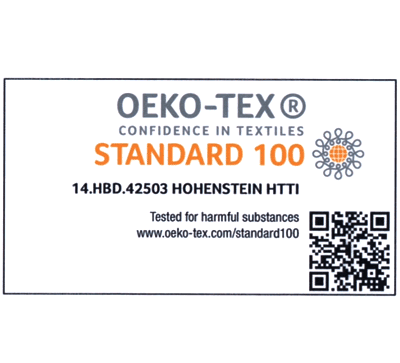 OEKO-TEX®
CONFIDENCE IN TEXTILES
STANDARD 100
14.HBD.42503 HOHENSTEIN HTTI
Tested for harmful substances
www.oeko-tex.com/standard100